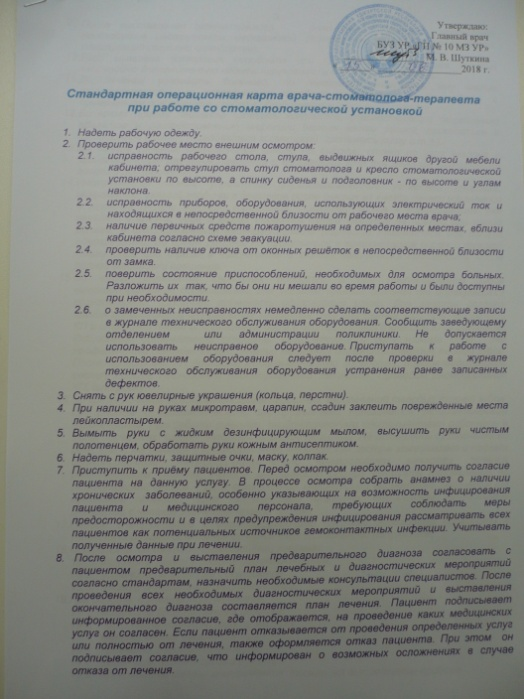 Утверждаю:
Главный врач
БУЗ УР «ГП № 10 МЗ УР»
М. В. Шуткина
2018 г.
Стандартная операционная карта врача-стоматолога-терапевта
при работе со стоматологической установкой
1. Надеть рабочую одежду.
2. Проверить рабочее место внешним осмотром:
2.1. исправность рабочего стола, стула, выдвижных ящиков другой мебели
кабинета; отрегулировать стул стоматолога и кресло стоматологической
установки по высоте, а спинку сиденья и подголовник - по высоте и углам
наклона.
2.2. исправность приборов, оборудования, использующих электрический ток и
находящихся в непосредственной близости от рабочего места врача;
2.3. наличие первичных средств пожаротушения на определенных местах, вблизи
кабинета согласно схеме эвакуации.
2.4. проверить наличие ключа от оконных решёток в непосредственной близости
от замка.
2.5. поверить состояние приспособлений, необходимых для осмотра больных.
Разложить их так, что бы они ни мешали во время работы и были доступны
при необходимости.
2.6. о замеченных неисправностях немедленно сделать соответствующие записи
в журнале технического обслуживания оборудования. Сообщить заведующему
отделением или администрации поликлиники. Не допускается
использовать неисправное оборудование. Приступать к работе с
использованием оборудования следует после проверки в журнале
технического обслуживания оборудования устранения ранее записанных
дефектов.
3. Снять с рук ювелирные украшения (кольца, перстни).
4. При наличии на руках микротравм, царапин, ссадин заклеить поврежденные места
лейкопластырем.
5. Вымыть руки с жидким дезинфицирующим мылом, высушить руки чистым
полотенцем, обработать руки кожным антисептиком.
6. Надеть перчатки, защитные очки, маску, колпак.
7. Приступить к приёму пациентов. Перед осмотром необходимо получить согласие
пациента на данную услугу. В процессе осмотра собрать анамнез о наличии
хронических заболеваний, особенно указывающих на возможность инфицирования
пациента и медицинского персонала, требующих соблюдать меры
предосторожности и в целях предупреждения инфицирования рассматривать всех
пациентов как потенциальных источников гемоконтактных инфекции. Учитывать
полученные данные при лечении.
8. После осмотра и выставления предварительного диагноза согласовать с
пациентом предварительный план лечебных и диагностических мероприятий
согласно стандартам, назначить необходимые консультации специалистов. После
проведения всех необходимых диагностических мероприятий и выставления
окончательного диагноза составляется план лечения. Пациент подписывает
информированное согласие, где отображается, на проведение каких медицинских
услуг он согласен. Если пациент отказывается от проведения определенных услуг
или полностью от лечения, также оформляется отказ пациента. При этом он
подписывает согласие, что информирован о возможных осложнениях в случае
отказа от лечения.